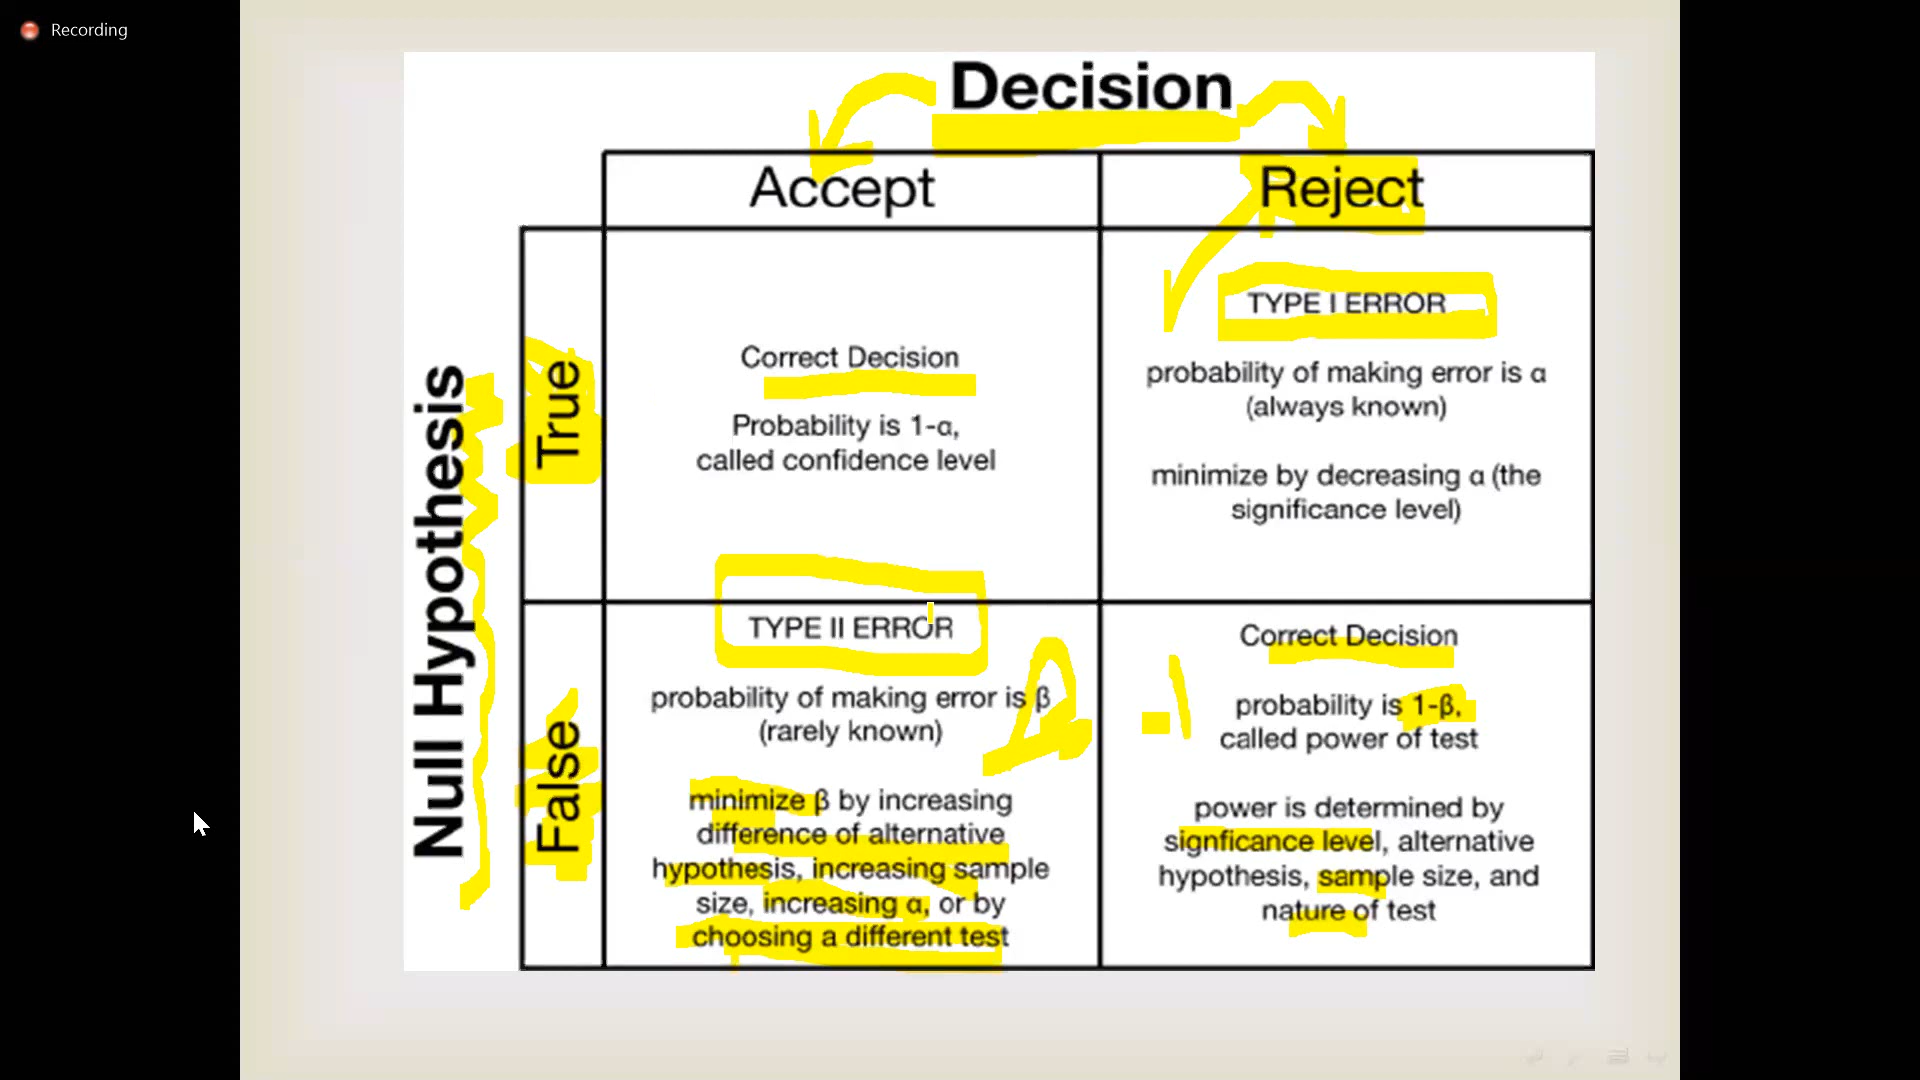 Recording
Decision
Accept
Reject
Null Hypothesis
True
Correct Decision
Probability is 1-α,
called confidence level
TYPE I ERROR
probability of making error is α
(always known)
minimize by decreasing α (the
significance level)
False
TYPE II ERROR
probability of making error is β
(rarely known)
minimize β by increasing
difference of alternative
hypothesis, increasing sample
size, increasing α, or by
choosing a different test
Correct Decision
probability is 1-β,
called power of test
power is determined by
signficance level, alternative
hypothesis, sample size, and
nature of test